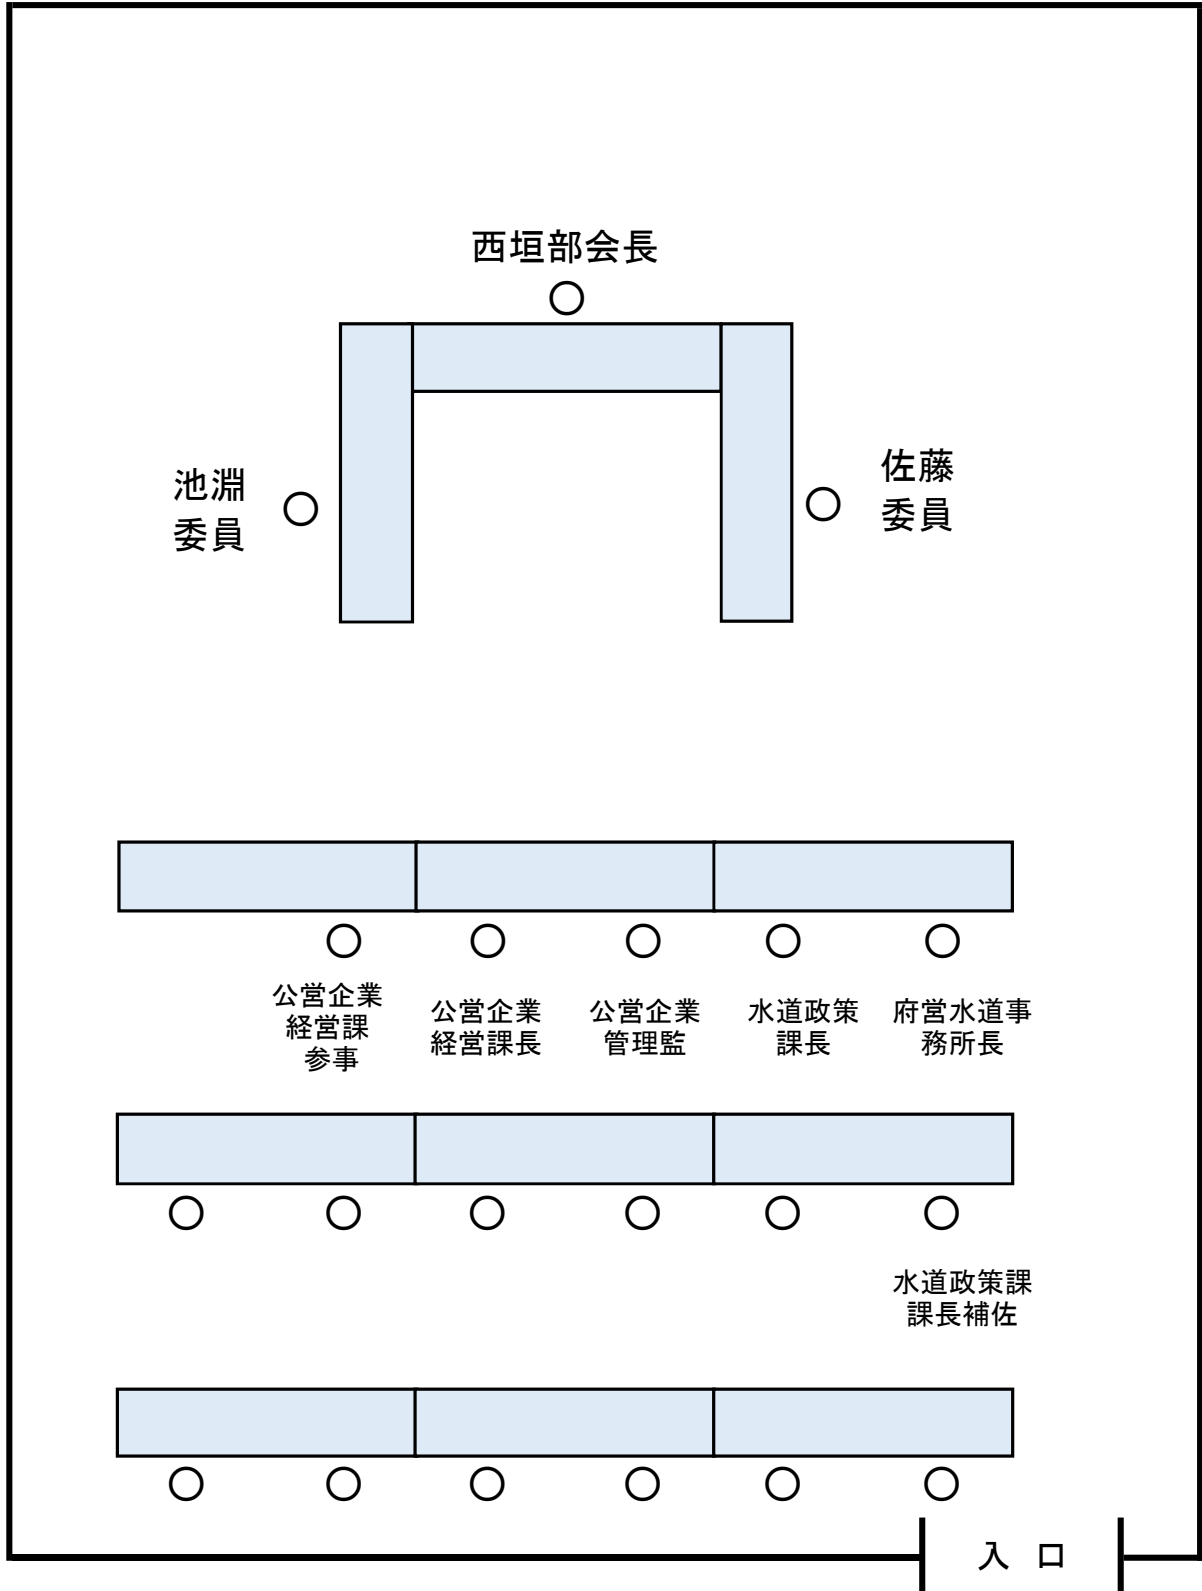 西垣部会長
池淵
委員
佐藤
委員
公営企業
経営課
参事
公営企業
経営課長
公営企業
管理監
水道政策
課長
府営水道事
務所長
水道政策課
課長補佐
入 口